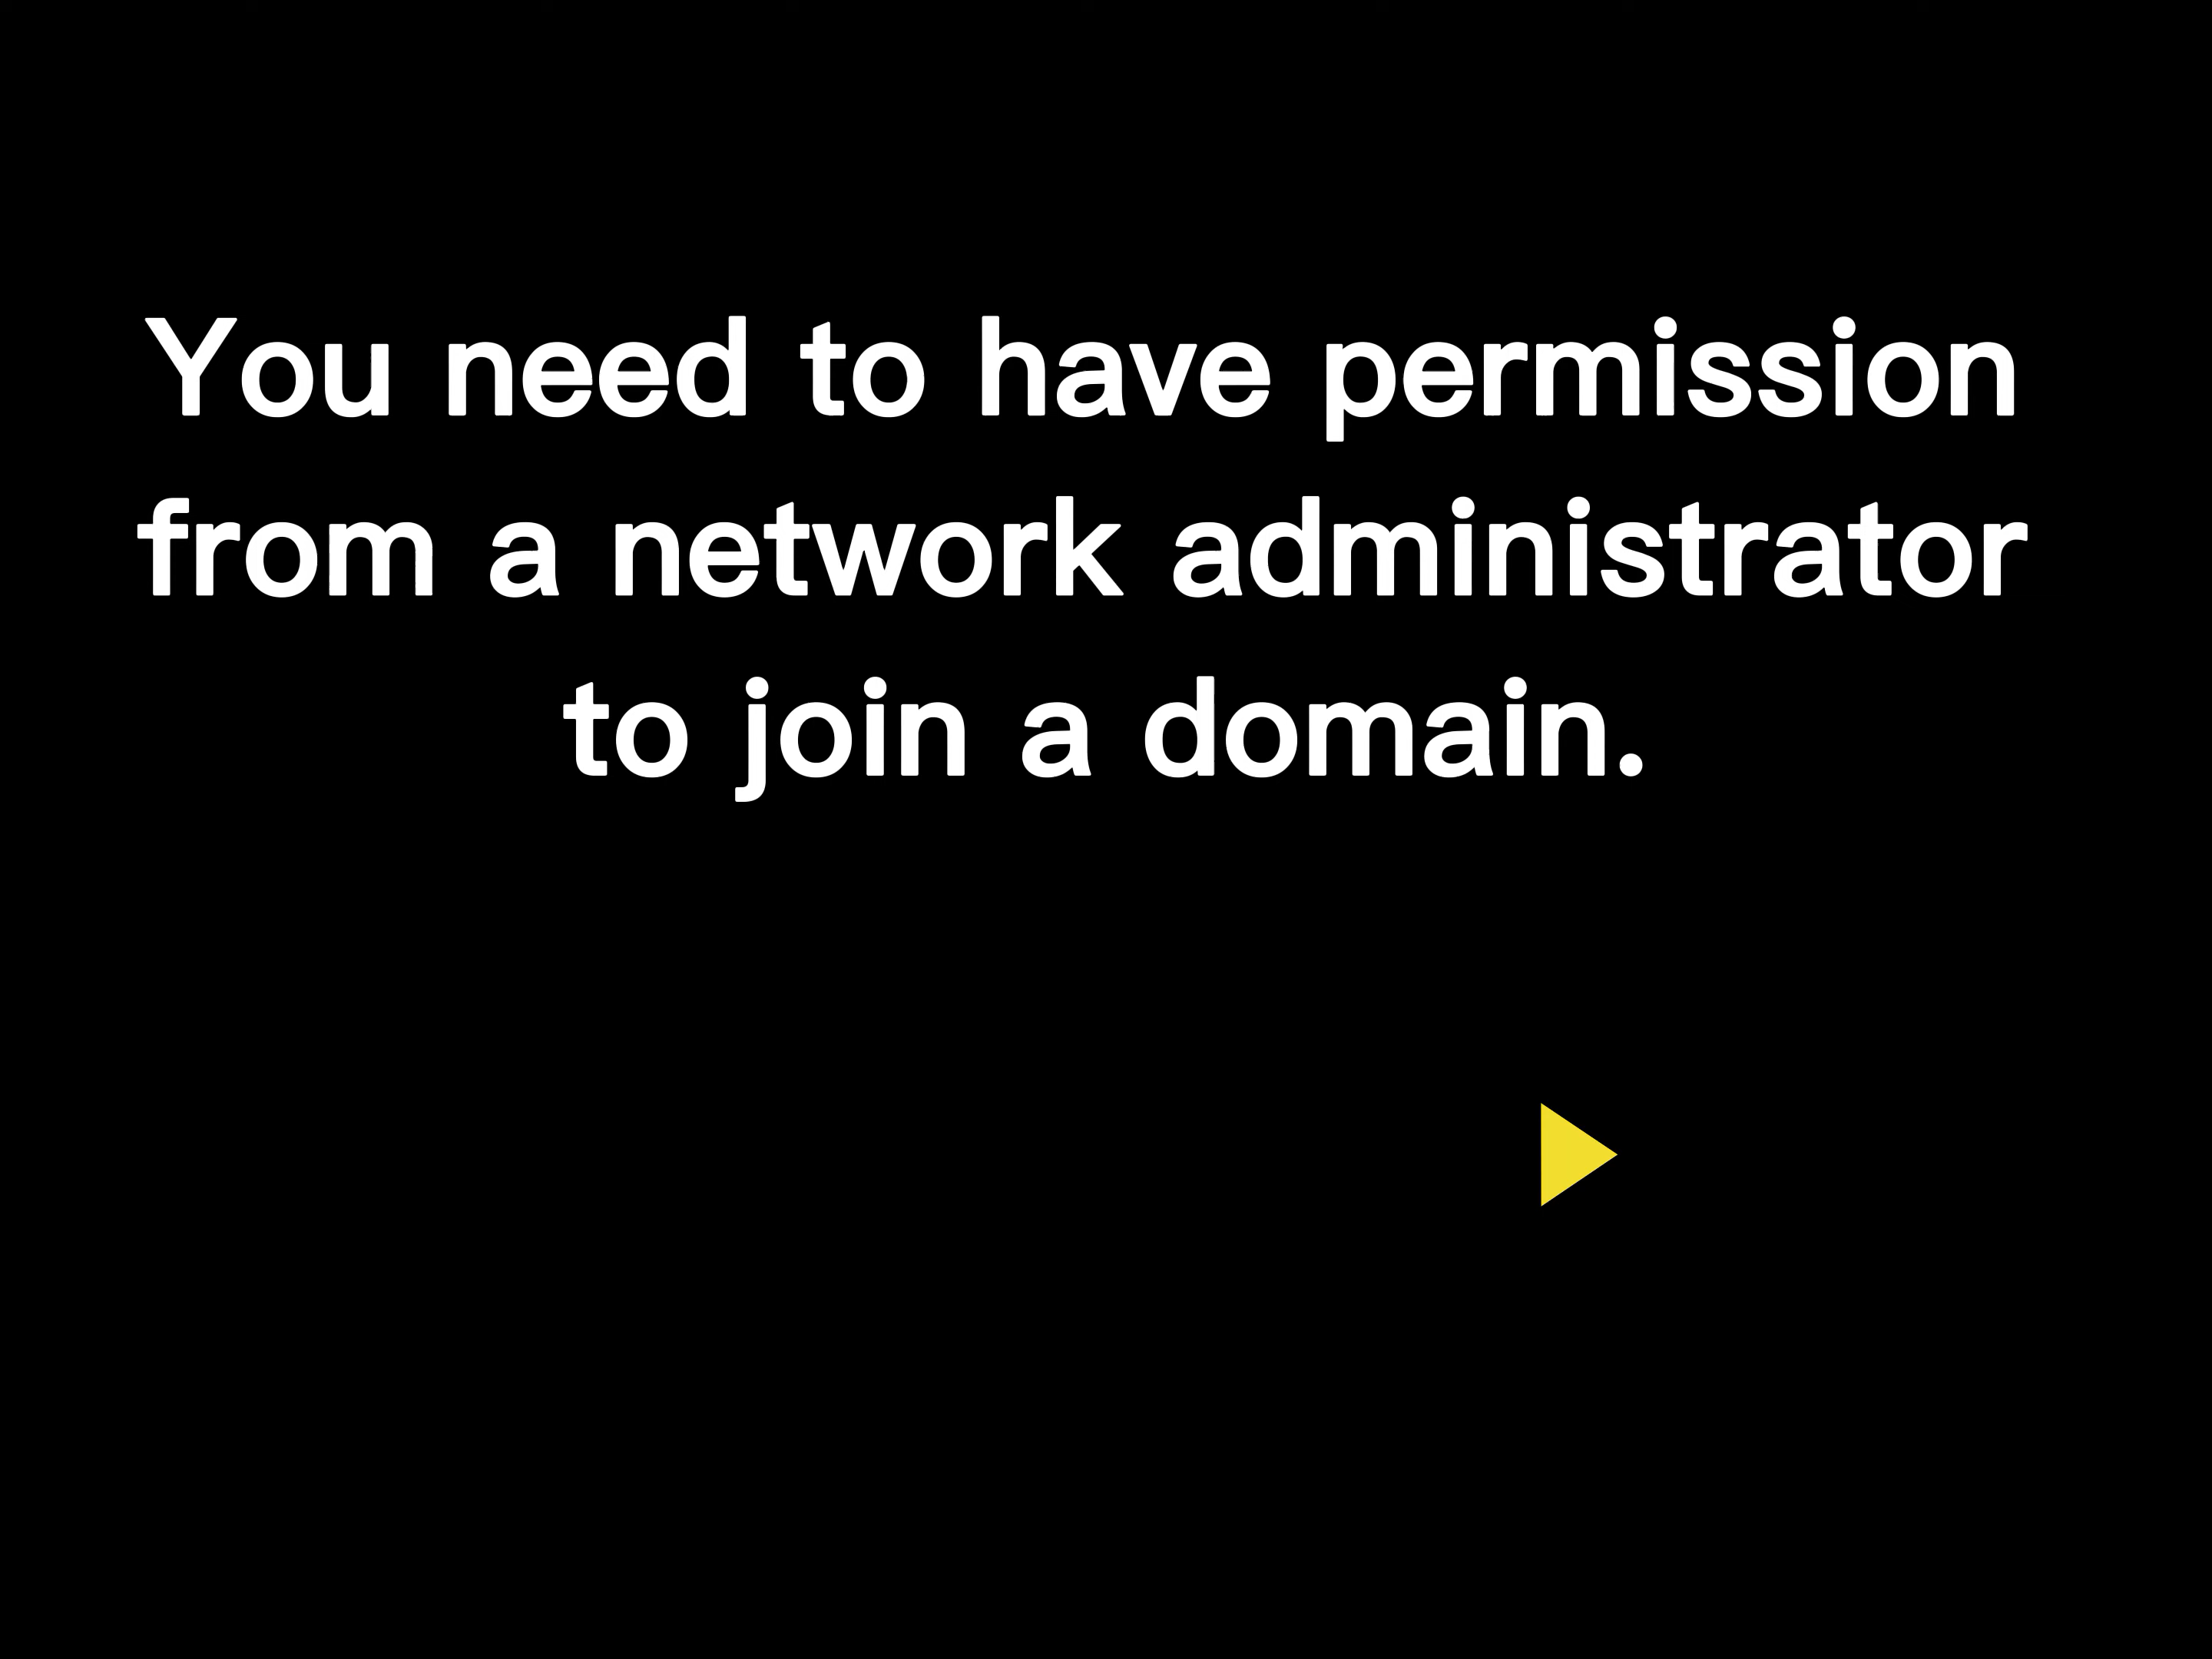 You need to have permission
from a network administrator
to join a domain.